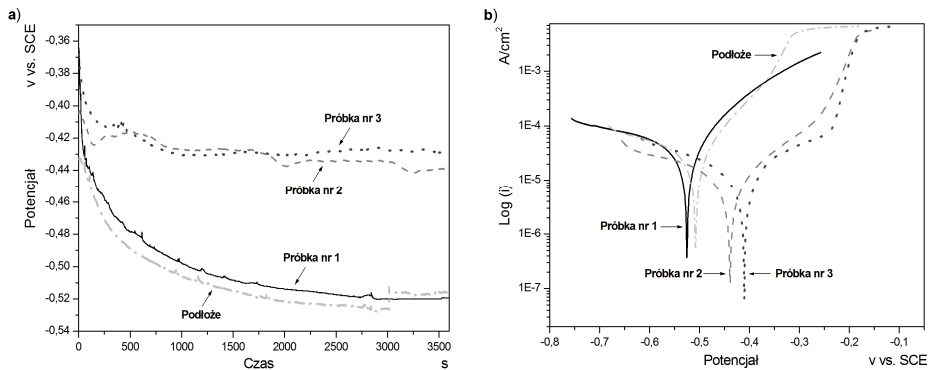 a)
v vs. SCE
Potencjał
-0,36
-0,38
-0,40
-0,42
-0,44
-0,46
-0,48
-0,50
-0,52
-0,54
Próbka nr 3
Próbka nr 2
Próbka nr 1
Podłoże
0
500
1000
1500
2000
2500
3000
3500
Czas
s
b)
A/cm²
Log (i)
1E-3
1E-4
1E-5
1E-6
1E-7
Podłoże
Próbka nr 1
Próbka nr 2
Próbka nr 3
-0,8
-0,7
-0,6
-0,5
-0,4
-0,3
-0,2
-0,1
Potencjał
v vs. SCE